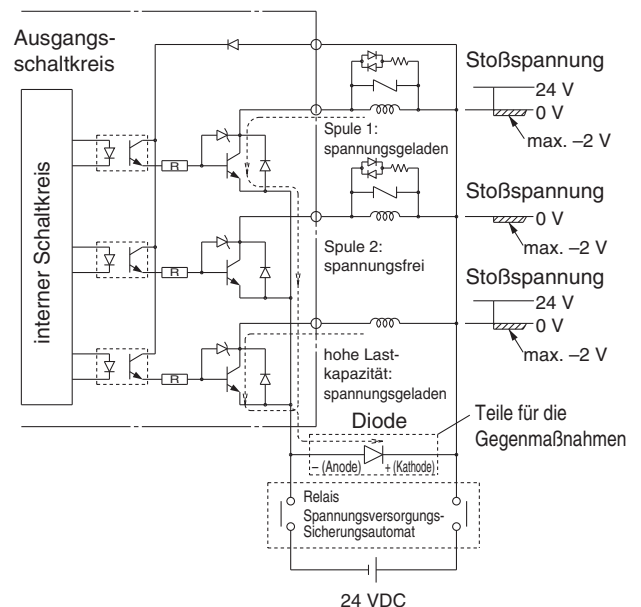 Ausgangs-
schaltkreis
interner Schaltkreis
R
R
R
Spule 1:
spannungsgeladen
Spule 2:
spannungsfrei
hohe Last-
kapazität:
spannungsgeladen
Stoßspannung
24 V
0 V
max. –2 V
Stoßspannung
0 V
max. –2 V
Stoßspannung
24 V
0 V
max. –2 V
Diode
– (Anode)
+ (Kathode)
Teile für die
Gegenmaßnahmen
Relais
Spannungsversorgungs-
Sicherungsautomat
24 VDC